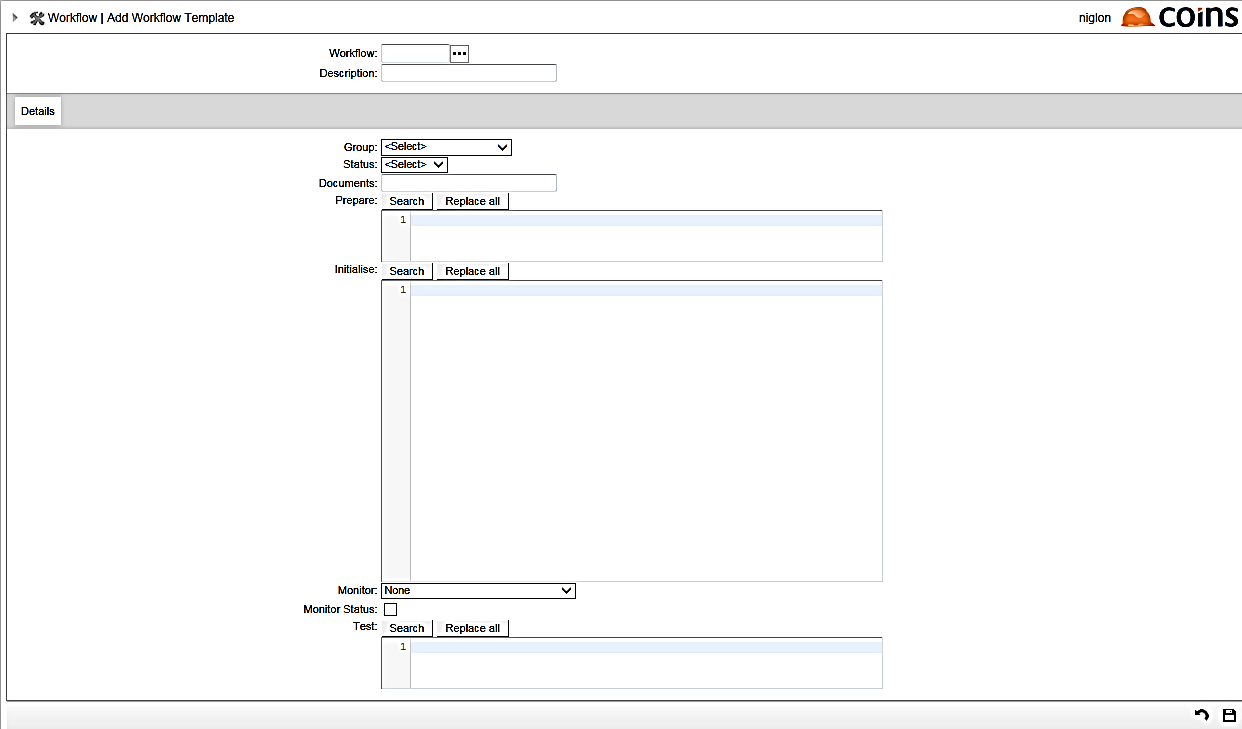 Workflow | Add Workflow Template
niglon
coins
Workflow:
Description:
Details
Group: <Select>
Status: <Select>
Documents:
Prepare: Search Replace all
1
Initialise: Search Replace all
1
Monitor: None
Monitor Status:
Test: Search Replace all
1